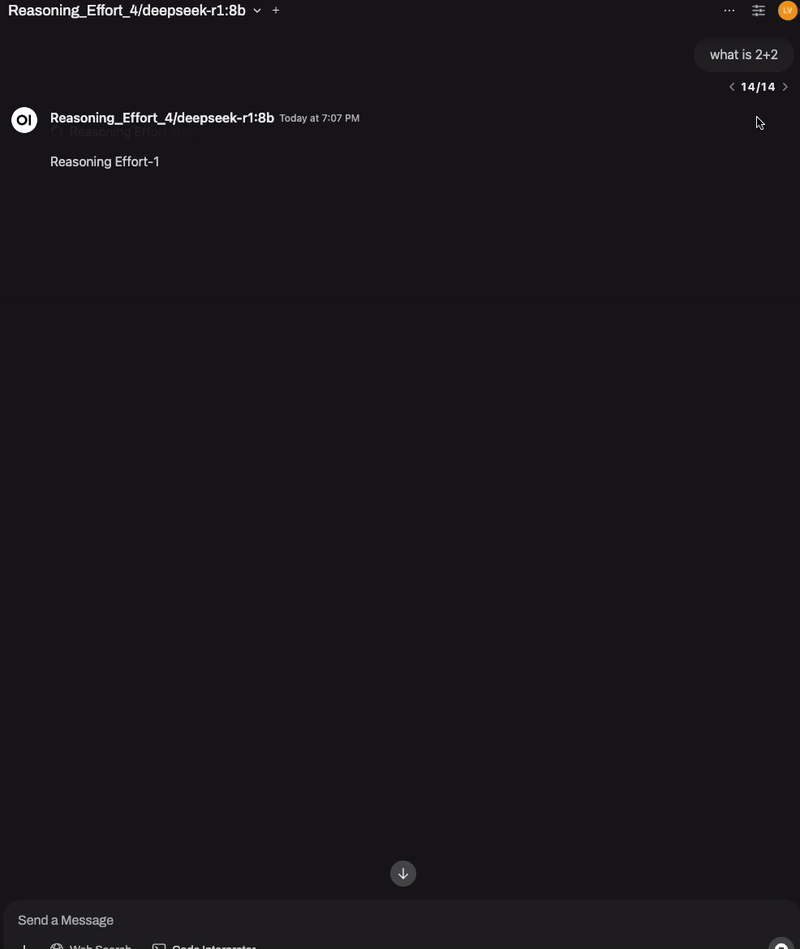 Reasoning_Effort_4/deepseek-r1:8b
LV
what is 2+2
14/14
OI
Reasoning_Effort_4/deepseek-r1:8b Today at 7:07 PM
Reasoning Effort
Reasoning Effort-1
Send a Message
Web Search Code Interpreter